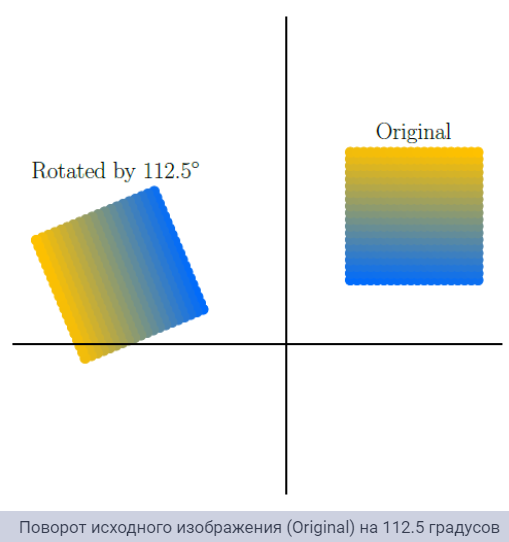 Original
Rotated by 112.5°
Поворот исходного изображения (Original) на 112.5 градусов